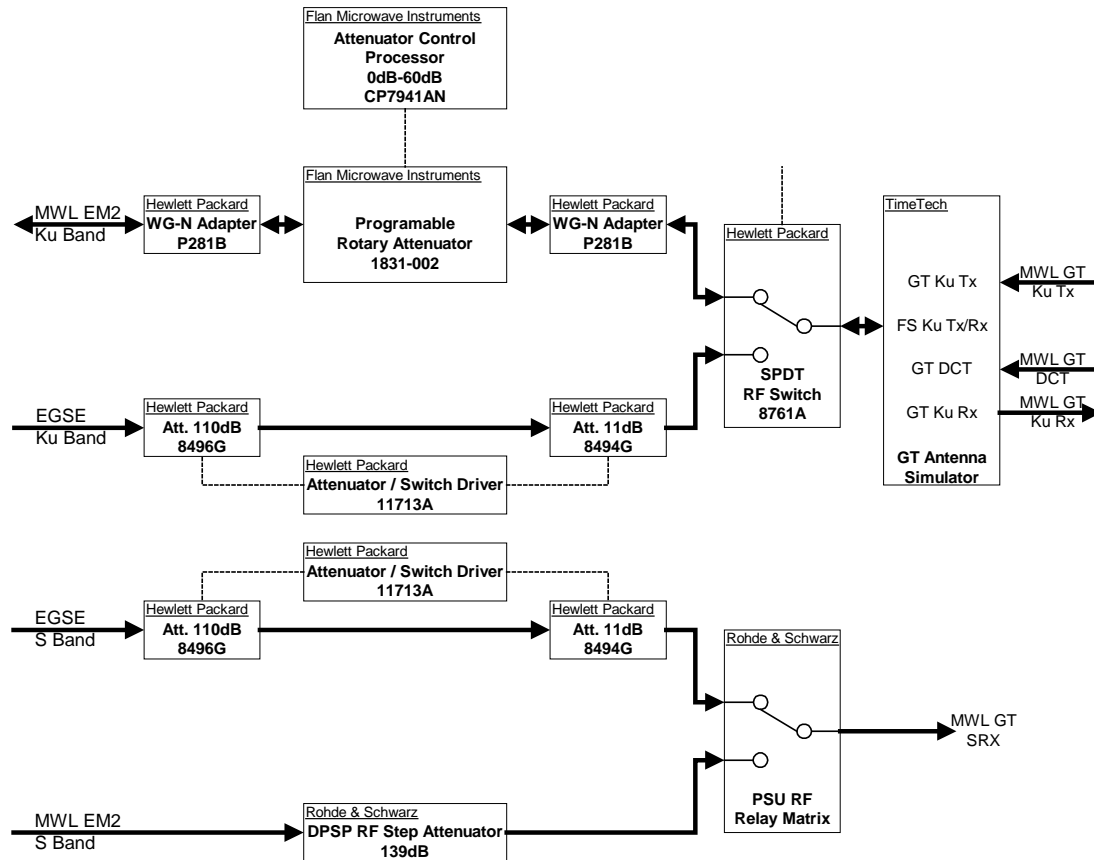 Flan Microwave Instruments
Attenuator Control
Processor
0dB-60dB
CP7941AN
MWL EM2
Ku Band
Hewlett Packard
WG-N Adapter
P281B
Flan Microwave Instruments
Programable
Rotary Attenuator
1831-002
Hewlett Packard
WG-N Adapter
P281B
Hewlett Packard
SPDT
RF Switch
8761A
TimeTech
GT Ku Tx
FS Ku Tx/Rx
GT DCT
GT Ku Rx
GT Antenna
Simulator
MWL GT
Ku Tx
MWL GT
DCT
MWL GT
Ku Rx
EGSE
Ku Band
Hewlett Packard
Att. 110dB
8496G
Hewlett Packard
Att. 11dB
8494G
Hewlett Packard
Attenuator / Switch Driver
11713A
Hewlett Packard
Attenuator / Switch Driver
11713A
EGSE
S Band
Hewlett Packard
Att. 110dB
8496G
Hewlett Packard
Att. 11dB
8494G
Rohde & Schwarz
PSU RF
Relay Matrix
MWL GT
SRX
MWL EM2
S Band
Rohde & Schwarz
DPSP RF Step Attenuator
139dB